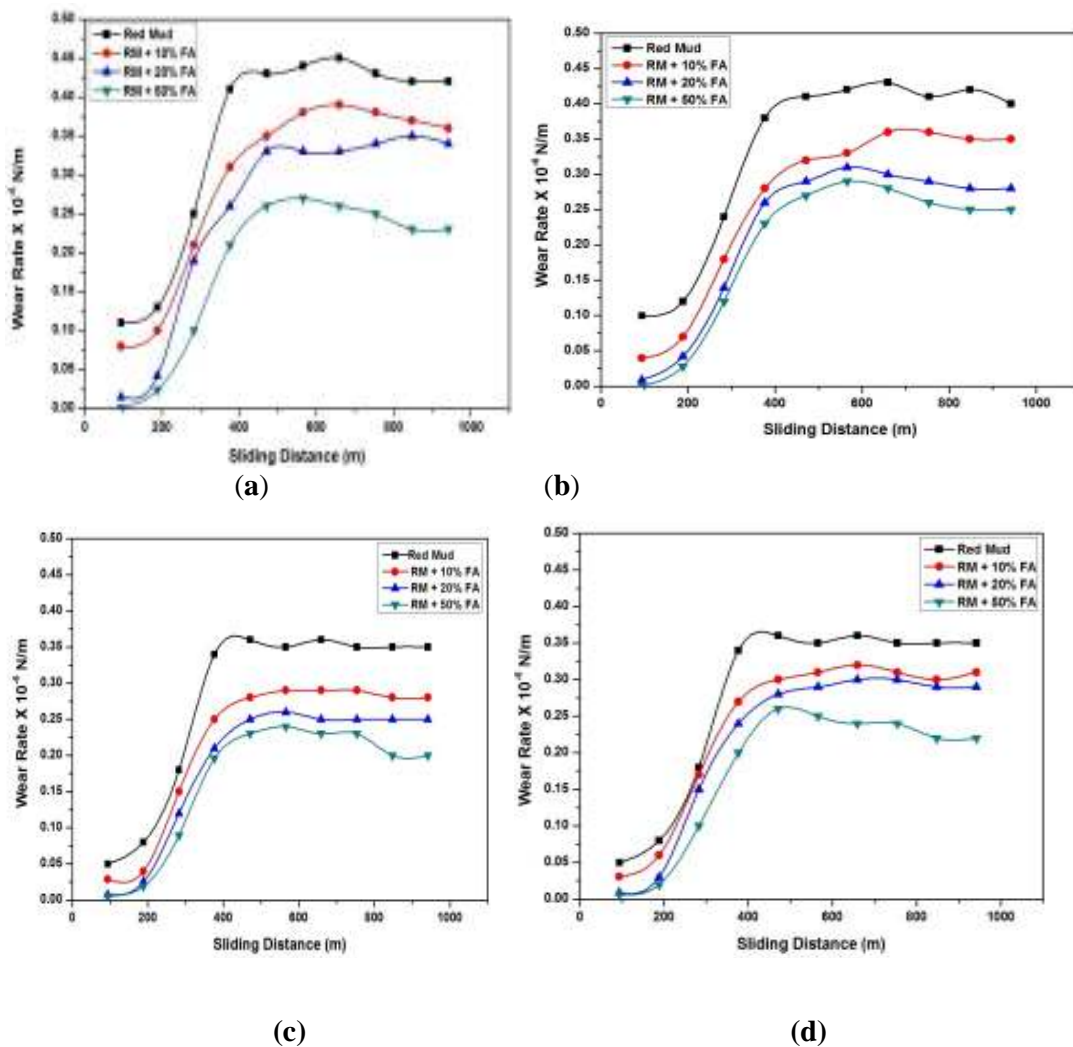 0.50
0.45
0.40
0.35
0.30
0.25
0.20
0.15
0.10
0.05
0.00
Wear Rate X 10⁻⁶ N/m
Red Mud
RM + 10% FA
RM + 20% FA
RM + 50% FA
0 200 400 600 800 1000
Sliding Distance (m)
(a)
0.50
0.45
0.40
0.35
0.30
0.25
0.20
0.15
0.10
0.05
0.00
Wear Rate X 10⁻⁶ N/m
Red Mud
RM + 10% FA
RM + 20% FA
RM + 50% FA
0 200 400 600 800 1000
Sliding Distance (m)
(b)
0.50
0.45
0.40
0.35
0.30
0.25
0.20
0.15
0.10
0.05
0.00
Wear Rate X 10⁻⁶ N/m
Red Mud
RM + 10% FA
RM + 20% FA
RM + 50% FA
0 200 400 600 800 1000
Sliding Distance (m)
(c)
0.50
0.45
0.40
0.35
0.30
0.25
0.20
0.15
0.10
0.05
0.00
Wear Rate X 10⁻⁶ N/m
Red Mud
RM + 10% FA
RM + 20% FA
RM + 50% FA
0 200 400 600 800 1000
Sliding Distance (m)
(d)